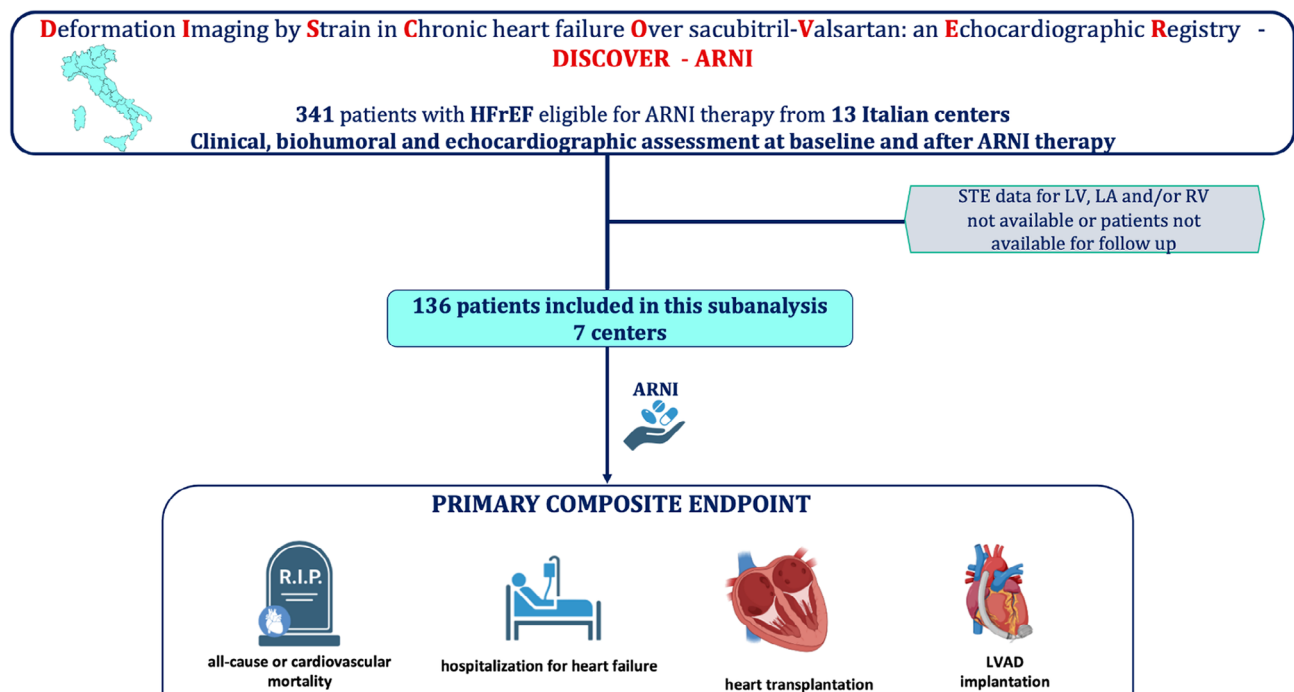 Deformation Imaging by Strain in Chronic heart failure Over sacubitril-Valsartan: an Echocardiographic Registry -
DISCOVER - ARNI
341 patients with HFrEF eligible for ARNI therapy from 13 Italian centers
Clinical, biohumoral and echocardiographic assessment at baseline and after ARNI therapy
STE data for LV, LA and/or RV
not available or patients not
available for follow up
136 patients included in this subanalysis
7 centers
ARNI
PRIMARY COMPOSITE ENDPOINT
R.I.P.
all-cause or cardiovascular
mortality
hospitalization for heart failure
heart transplantation
LVAD
implantation